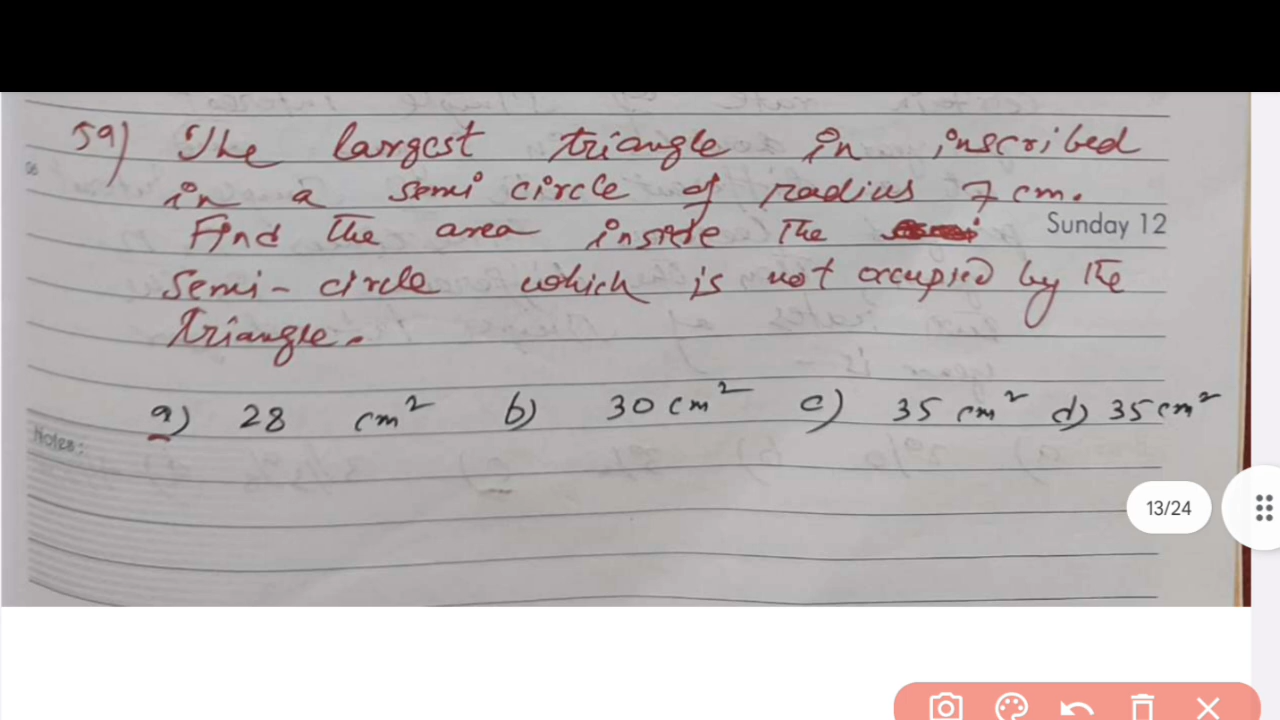 59) The largest triangle in inscribed
in a semi circle of radius 7 cm.
Find the area inside the
Sunday 12
Semi-circle which is not occupied by the
triangle.
a) 28 cm² b) 30 cm² c) 35 cm² d) 35 cm²
Notes:
13/24